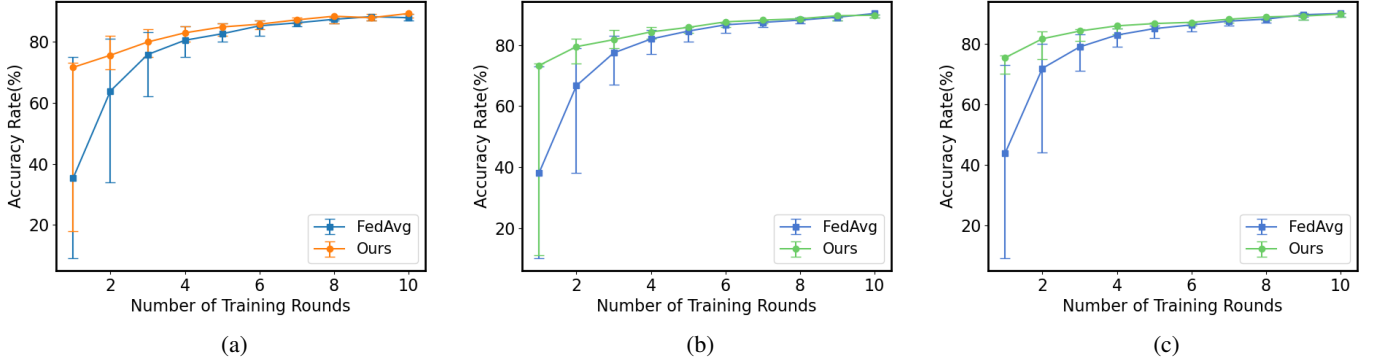 Accuracy Rate(%)
80
60
40
20
2 4 6 8 10
Number of Training Rounds
FedAvg
Ours
(a)
Accuracy Rate(%)
80
60
40
20
2 4 6 8 10
Number of Training Rounds
FedAvg
Ours
(b)
Accuracy Rate(%)
80
60
40
20
2 4 6 8 10
Number of Training Rounds
FedAvg
Ours
(c)